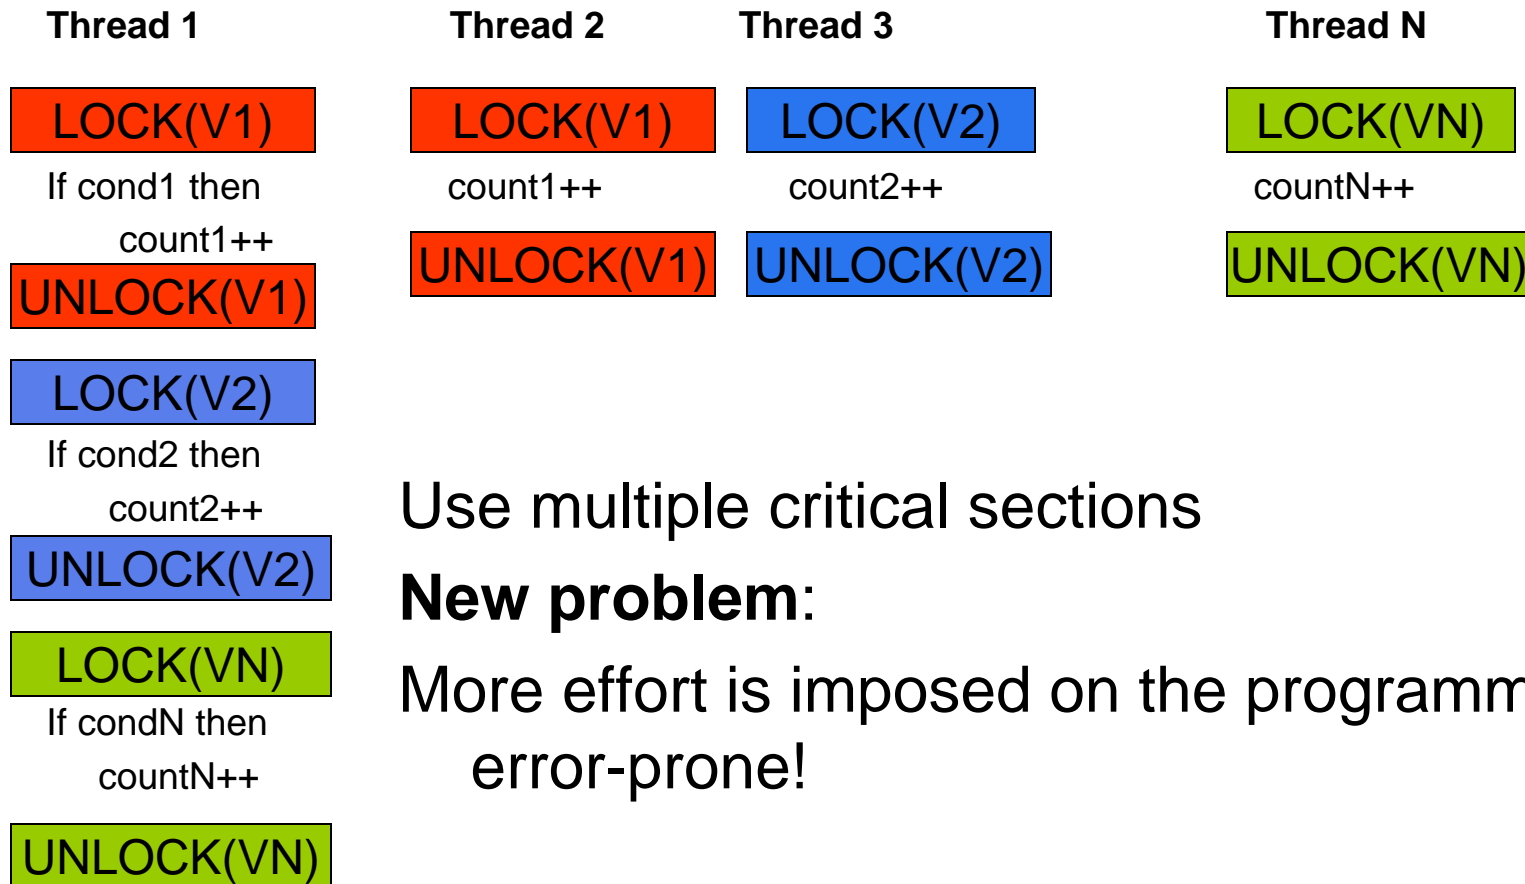 Thread 1
Thread 2
Thread 3
Thread N
LOCK(V1)
If cond1 then
count1++
UNLOCK(V1)
LOCK(V2)
If cond2 then
count2++
UNLOCK(V2)
LOCK(VN)
If condN then
countN++
UNLOCK(VN)
LOCK(V1)
count1++
UNLOCK(V1)
LOCK(V2)
count2++
UNLOCK(V2)
LOCK(VN)
countN++
UNLOCK(VN)
Use multiple critical sections
New problem:
More effort is imposed on the programm
error-prone!